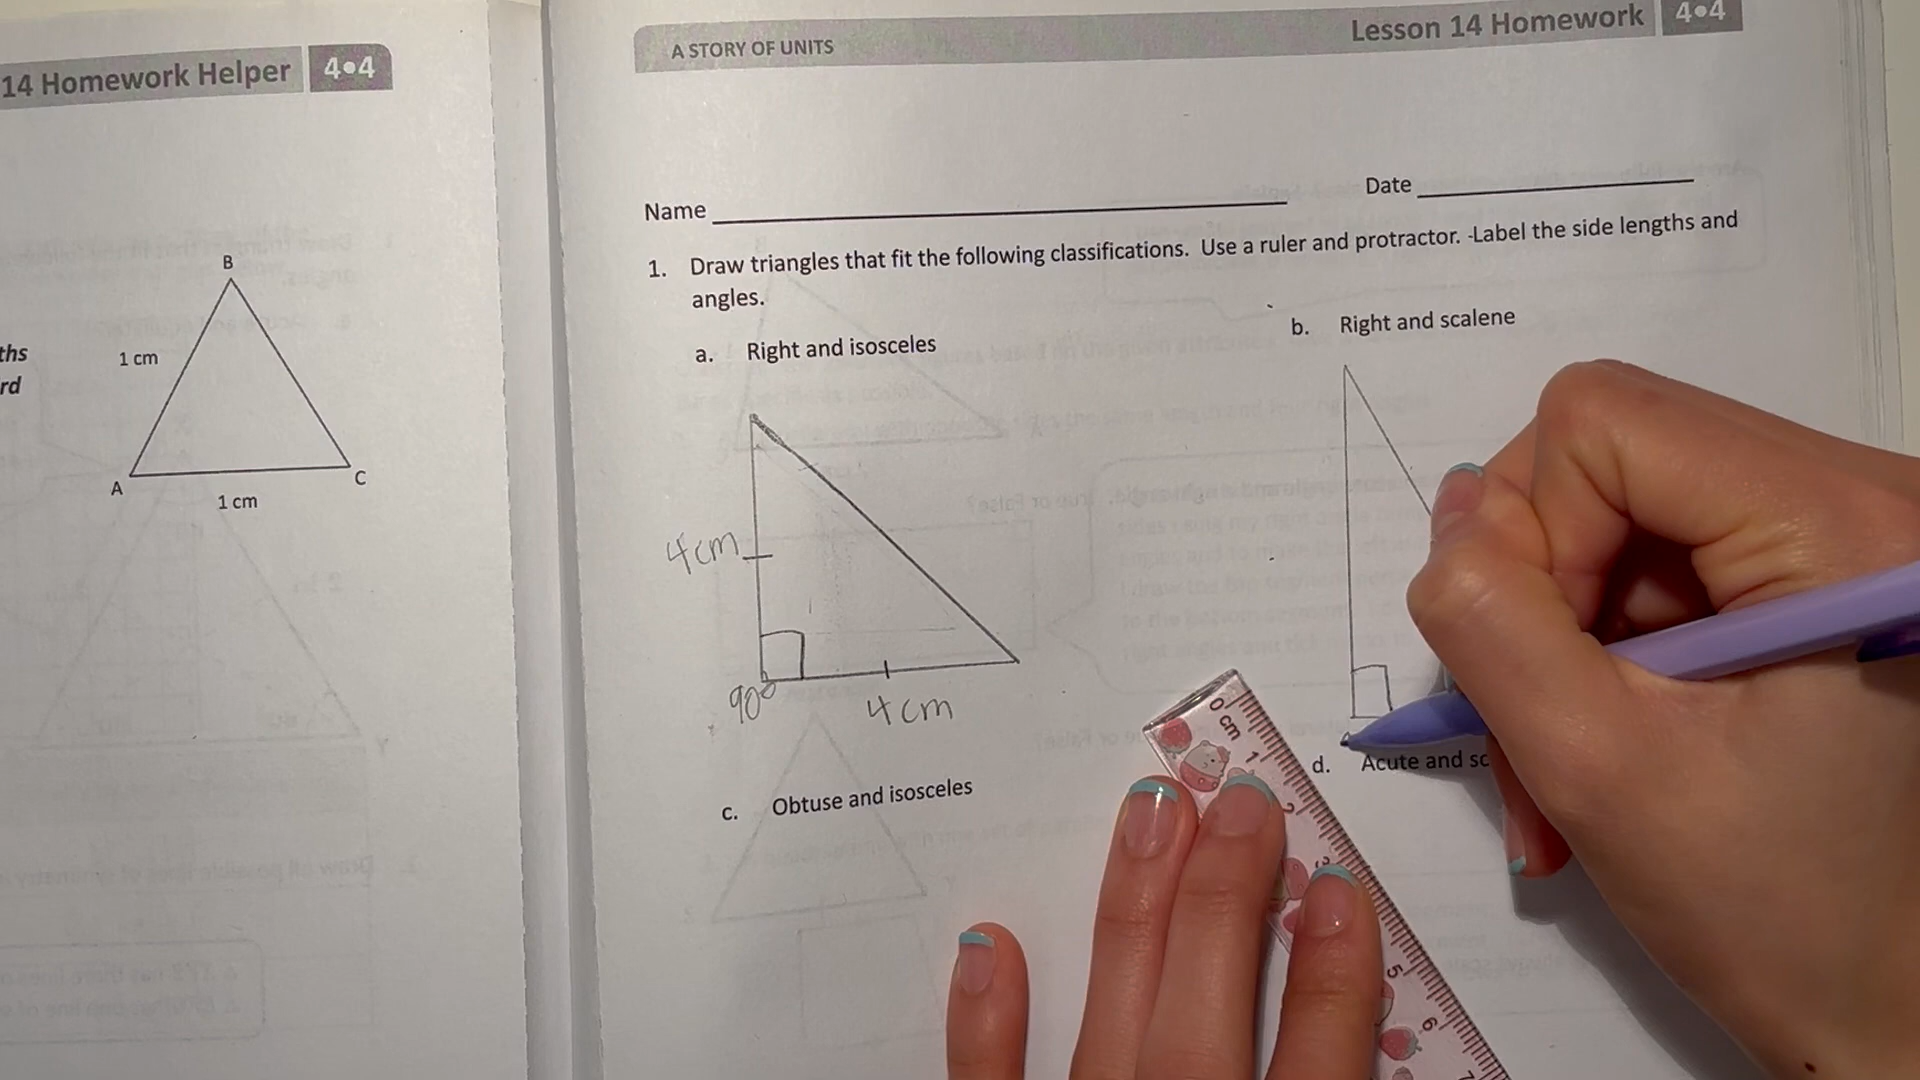 14 Homework Helper 4•4
B
1 cm
ths
rd
A
C
1 cm
A STORY OF UNITS
Lesson 14 Homework 4•4
Name
Date
1. Draw triangles that fit the following classifications. Use a ruler and protractor. -Label the side lengths and
angles.
a. Right and isosceles
b. Right and scalene
4cm
90°
4cm
c. Obtuse and isosceles
d. Acute and sc
0 cm 1 2 3 5 6 7